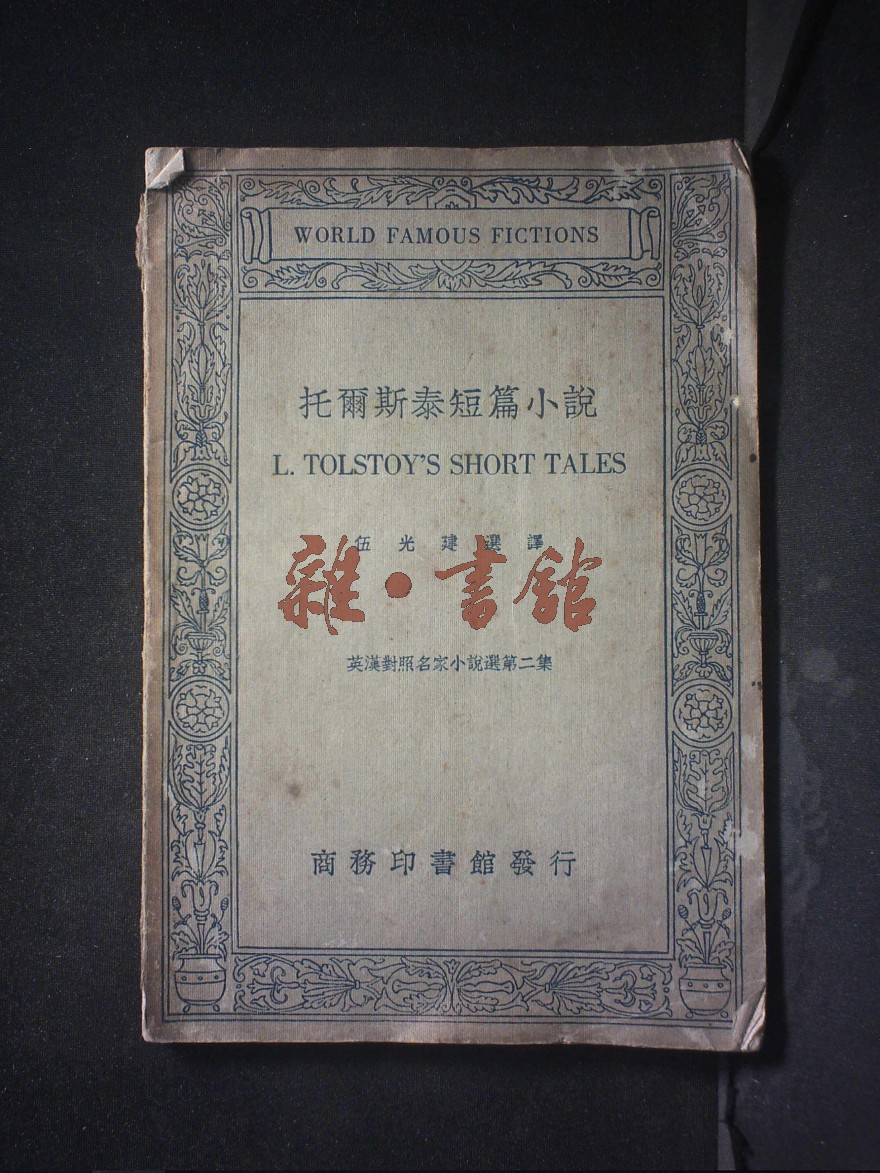 WORLD FAMOUS FICTIONS
托爾斯泰短篇小說
L. TOLSTOY'S SHORT TALES
伍光建選譯
雜·書館
英漢對照名家小說選第二集
商務印書館發行